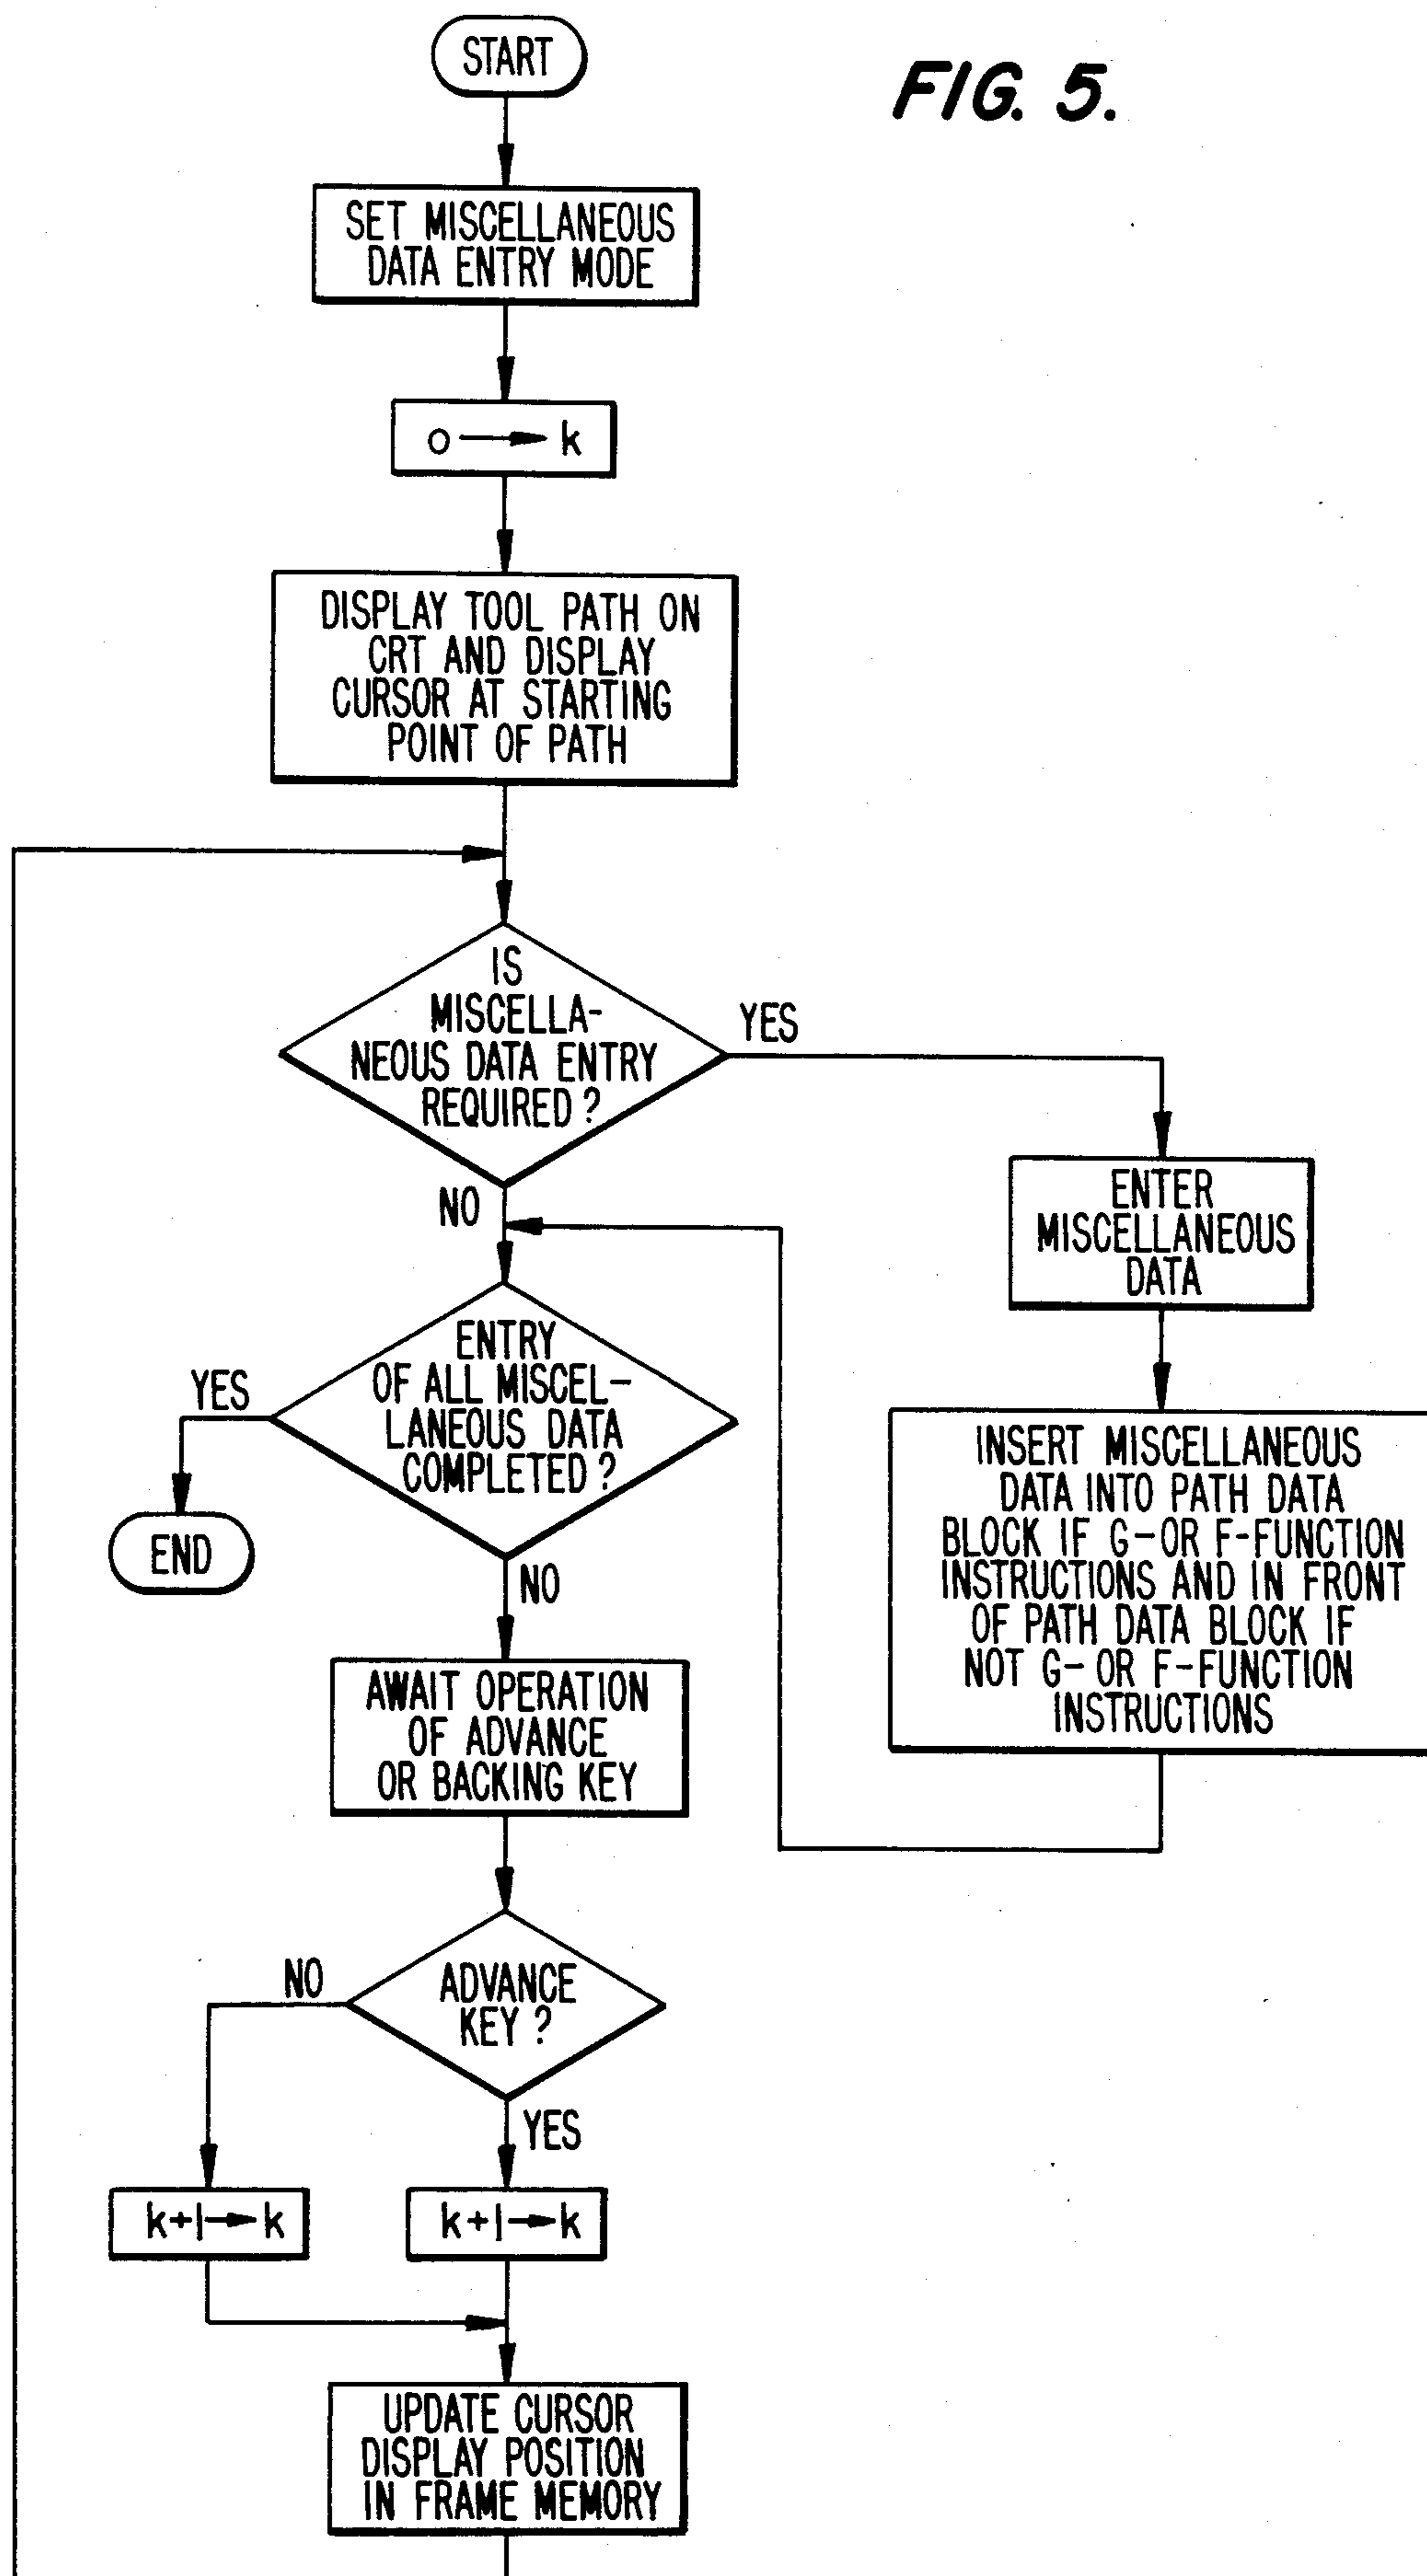 START
FIG. 5.
SET MISCELLANEOUS
DATA ENTRY MODE
0 → k
DISPLAY TOOL PATH ON
CRT AND DISPLAY
CURSOR AT STARTING
POINT OF PATH
IS
MISCELLA-
NEOUS DATA ENTRY
REQUIRED ?
YES
NO
ENTER
MISCELLANEOUS
DATA
ENTRY
OF ALL MISCEL-
LANEOUS DATA
COMPLETED ?
YES
END
NO
INSERT MISCELLANEOUS
DATA INTO PATH DATA
BLOCK IF G- OR F-FUNCTION
INSTRUCTIONS AND IN FRONT
OF PATH DATA BLOCK IF
NOT G- OR F-FUNCTION
INSTRUCTIONS
AWAIT OPERATION
OF ADVANCE
OR BACKING KEY
ADVANCE
KEY ?
NO
YES
k+1→k
k+1→k
UPDATE CURSOR
DISPLAY POSITION
IN FRAME MEMORY